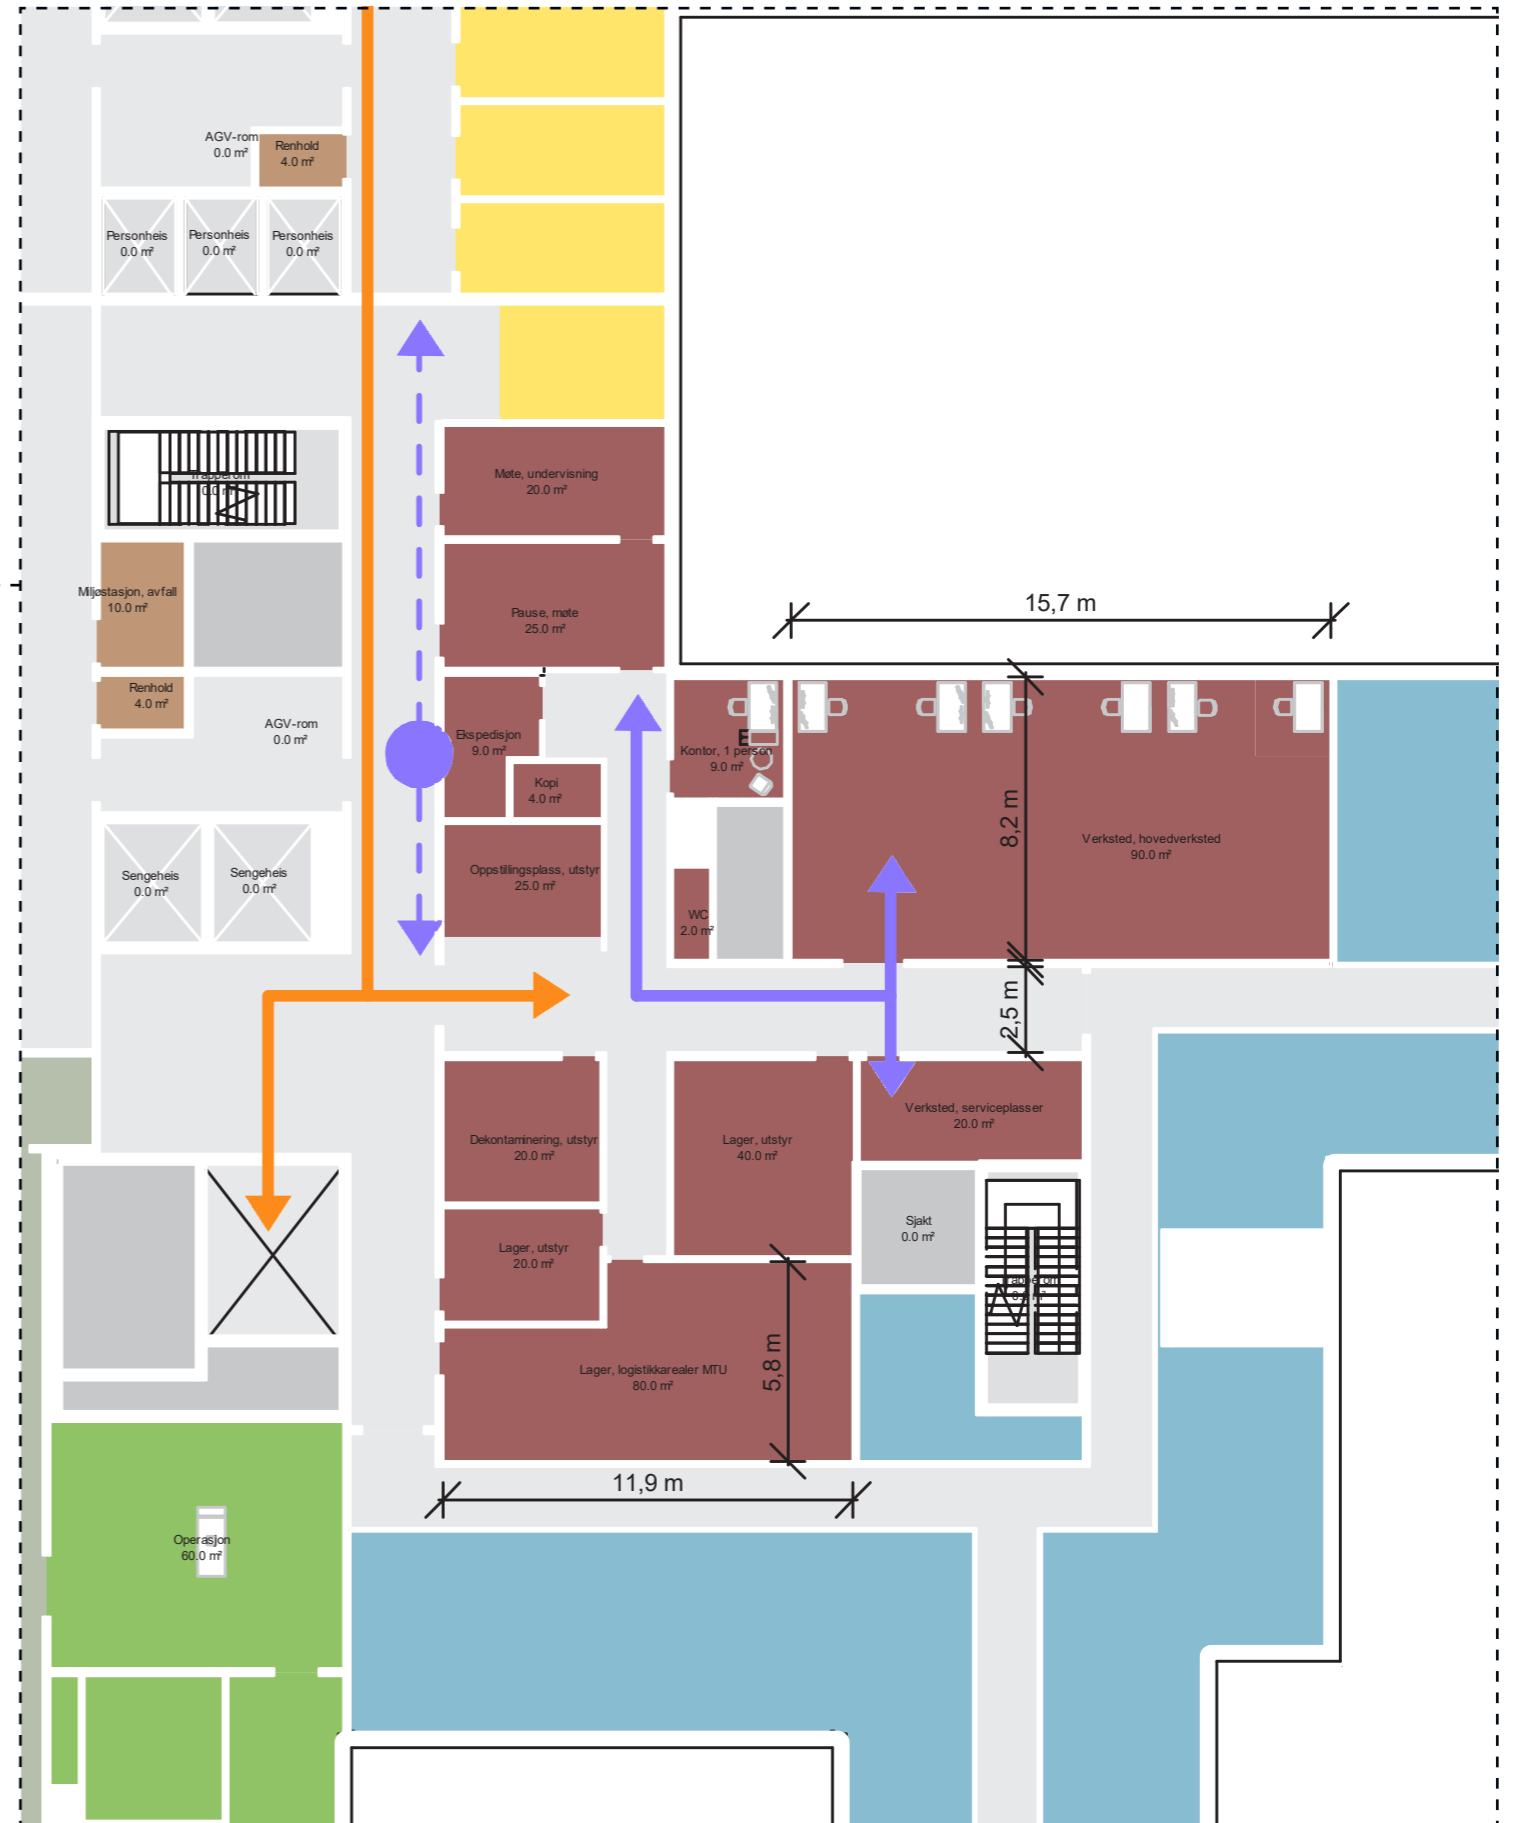 AGV-rom
0.0 m²
Renhold
4.0 m²
Personheis
0.0 m²
Personheis
0.0 m²
Personheis
0.0 m²
Trapperom
0.0 m²
Møte, undervisning
20.0 m²
Miljøstasjon, avfall
10.0 m²
Pause, møte
25.0 m²
15,7 m
Renhold
4.0 m²
AGV-rom
0.0 m²
Ekspedisjon
9.0 m²
Kontor, 1 person
9.0 m²
Kopi
4.0 m²
8,2 m
Verksted, hovedverksted
90.0 m²
Sengeheis
0.0 m²
Sengeheis
0.0 m²
Oppstillingsplass, utstyr
25.0 m²
WC
2.0 m²
2,5 m
Dekontaminering, utstyr
20.0 m²
Lager, utstyr
40.0 m²
Verksted, serviceplasser
20.0 m²
Sjakt
0.0 m²
Lager, utstyr
20.0 m²
Trapperom
Lager, logistikkarealer MTU
80.0 m²
5,8 m
11,9 m
Operasjon
60.0 m²